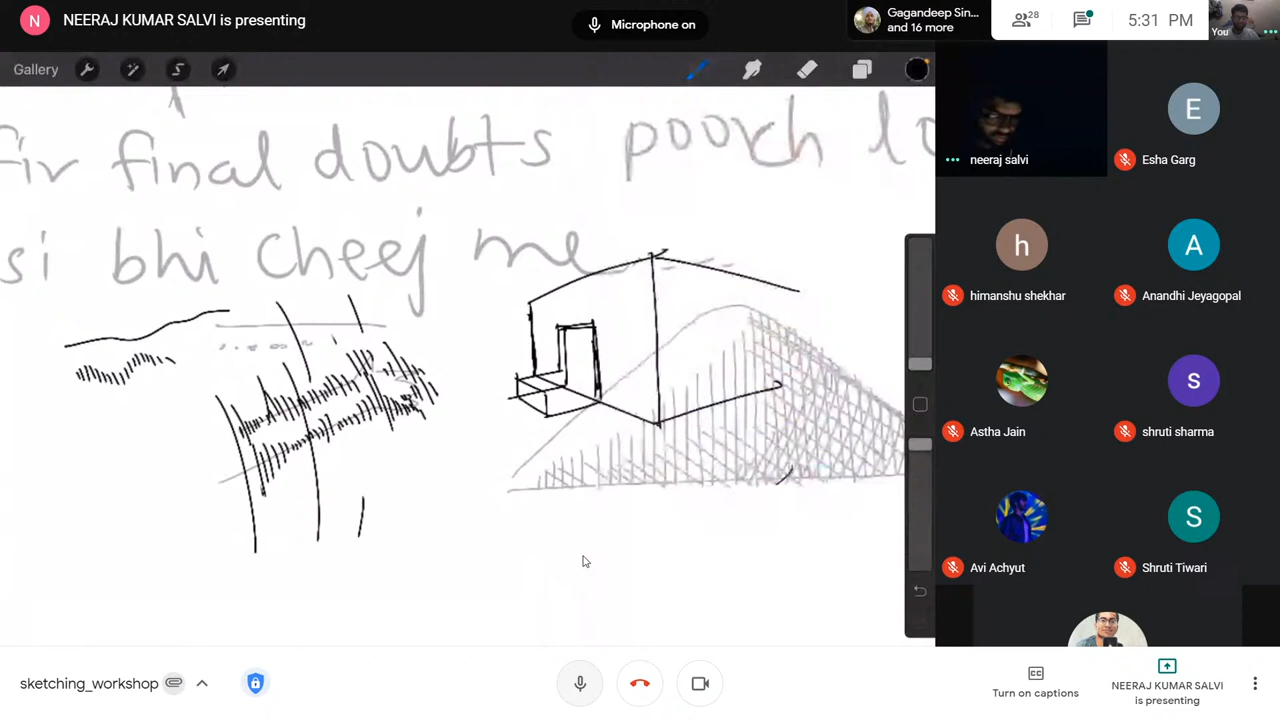 N NEERAJ KUMAR SALVI is presenting
Microphone on
Gagandeep Sin...
and 16 more
28
5:31 PM
You
Gallery
fir final doubts pooch lo
si bhi cheej me
neeraj salvi
E
Esha Garg
h
himanshu shekhar
A
Anandhi Jeyagopal
Astha Jain
s
shruti sharma
Avi Achyut
S
Shruti Tiwari
sketching_workshop
Turn on captions
NEERAJ KUMAR SALVI
is presenting